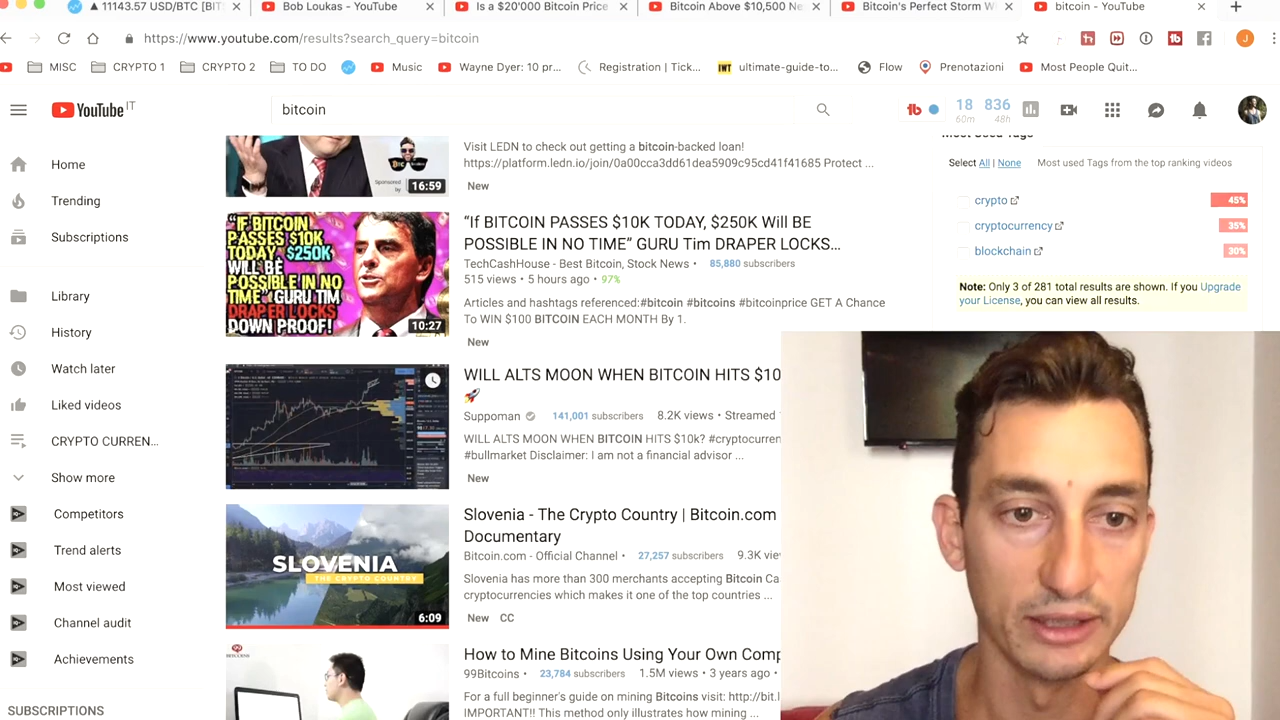 ▲ 11143.57 USD/BTC [BITS
Bob Loukas - YouTube
Is a $20'000 Bitcoin Price
Bitcoin Above $10,500 Ne
Bitcoin's Perfect Storm W
bitcoin - YouTube
https://www.youtube.com/results?search_query=bitcoin
MISC
CRYPTO 1
CRYPTO 2
TO DO
Music
Wayne Dyer: 10 pr...
Registration | Tick...
IWT
ultimate-guide-to...
Flow
Prenotazioni
Most People Quit...
YouTube IT
bitcoin
18
60m
836
48h
Home
Trending
Subscriptions
Library
History
Watch later
Liked videos
CRYPTO CURREN...
Show more
Competitors
Trend alerts
Most viewed
Channel audit
Achievements
SUBSCRIPTIONS
Sponsored
by
16:59
Visit LEDN to check out getting a bitcoin-backed loan!
https://platform.ledn.io/join/0a00cca3dd61dea5909c95cd41f41685 Protect ...
New
"IF BITCOIN
PASSES $10K
TODAY, $250K
WILL BE
POSSIBLE IN NO
TIME" GURU TIM
DRAPER LOCKS
DOWN PROOF!
10:27
“If BITCOIN PASSES $10K TODAY, $250K Will BE
POSSIBLE IN NO TIME” GURU Tim DRAPER LOCKS...
TechCashHouse - Best Bitcoin, Stock News • 85,880 subscribers
515 views • 5 hours ago • 97%
Articles and hashtags referenced:#bitcoin #bitcoins #bitcoinprice GET A Chance
To WIN $100 BITCOIN EACH MONTH By 1.
New
WILL ALTS MOON WHEN BITCOIN HITS $10
🚀
Suppoman 141,001 subscribers 8.2K views • Streamed
WILL ALTS MOON WHEN BITCOIN HITS $10k? #cryptocurren
#bullmarket Disclaimer: I am not a financial advisor ...
New
SLOVENIA
THE CRYPTO COUNTRY
6:09
Slovenia - The Crypto Country | Bitcoin.com
Documentary
Bitcoin.com - Official Channel • 27,257 subscribers 9.3K vie
Slovenia has more than 300 merchants accepting Bitcoin Ca
cryptocurrencies which makes it one of the top countries ...
New CC
How to Mine Bitcoins Using Your Own Comp
99Bitcoins • 23,784 subscribers • 1.5M views • 3 years ago •
For a full beginner's guide on mining Bitcoins visit: http://bit.l
IMPORTANT!! This method only illustrates how mining ...
Most Used Tags
Select All | None Most used Tags from the top ranking videos
crypto 45%
cryptocurrency 35%
blockchain 30%
Note: Only 3 of 281 total results are shown. If you Upgrade
your License, you can view all results.